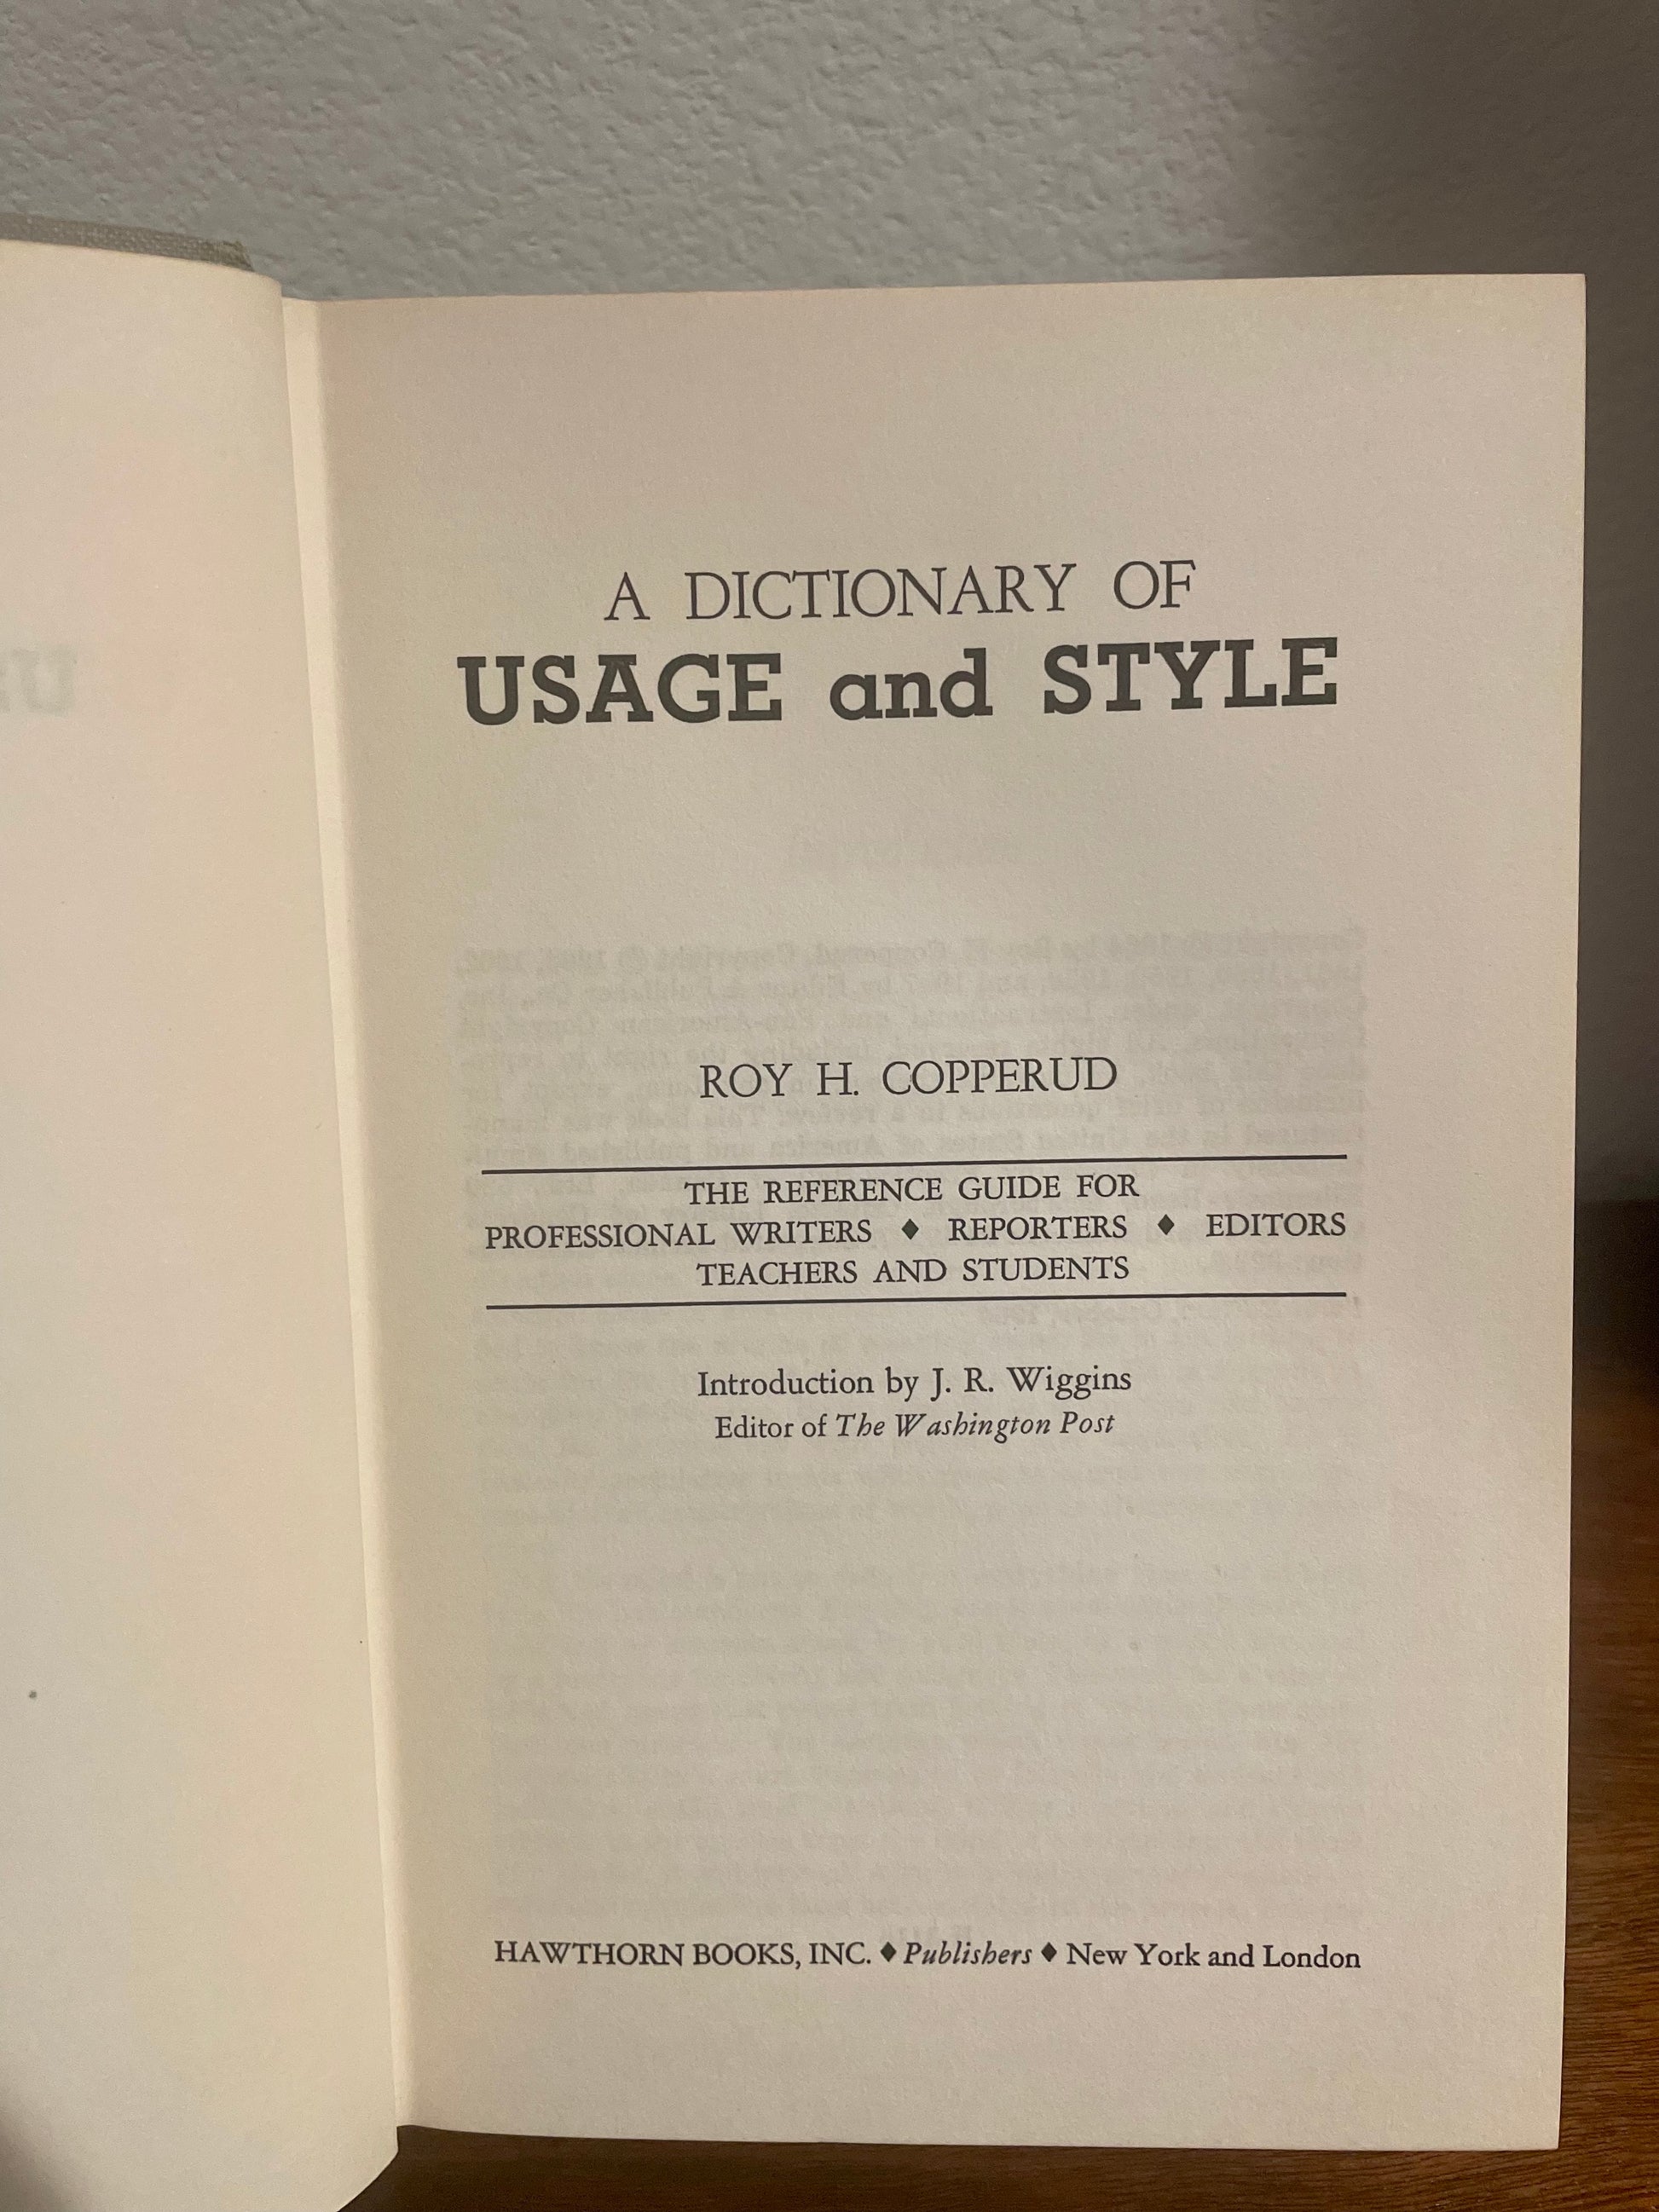 A DICTIONARY OF
USAGE and STYLE
ROY H. COPPERUD
THE REFERENCE GUIDE FOR
PROFESSIONAL WRITERS ♦ REPORTERS ♦ EDITORS
TEACHERS AND STUDENTS
Introduction by J. R. Wiggins
Editor of The Washington Post
HAWTHORN BOOKS, INC. ♦ Publishers ♦ New York and London